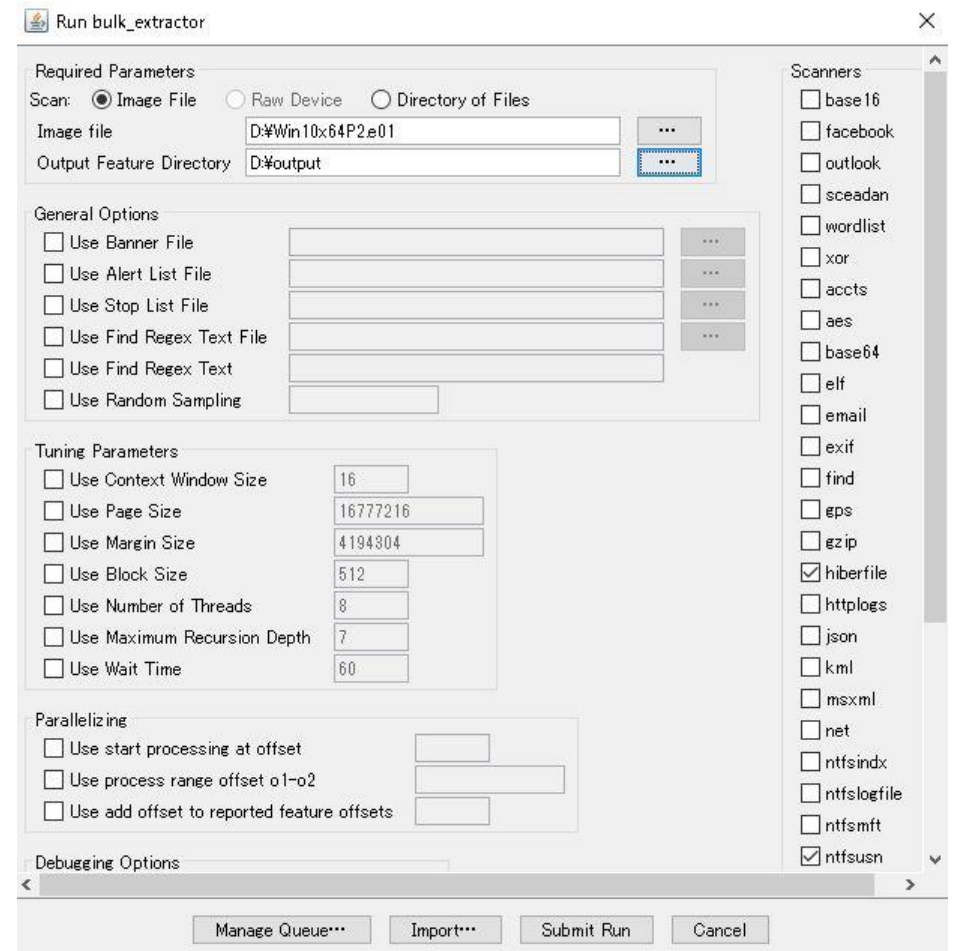 Run bulk_extractor
Required Parameters
Scan: Image File Raw Device Directory of Files
Image file D:¥Win10x64P2.e01 ...
Output Feature Directory D:¥output ...
General Options
Use Banner File ...
Use Alert List File ...
Use Stop List File ...
Use Find Regex Text File ...
Use Find Regex Text
Use Random Sampling
Tuning Parameters
Use Context Window Size 16
Use Page Size 16777216
Use Margin Size 4194304
Use Block Size 512
Use Number of Threads 8
Use Maximum Recursion Depth 7
Use Wait Time 60
Parallelizing
Use start processing at offset
Use process range offset o1-o2
Use add offset to reported feature offsets
Debugging Options
Scanners
base16
facebook
outlook
sceadan
wordlist
xor
accts
aes
base64
elf
email
exif
find
gps
gzip
hiberfile
httplogs
json
kml
msxml
net
ntfsindx
ntfslogfile
ntfsmft
ntfsusn
Manage Queue… Import… Submit Run Cancel